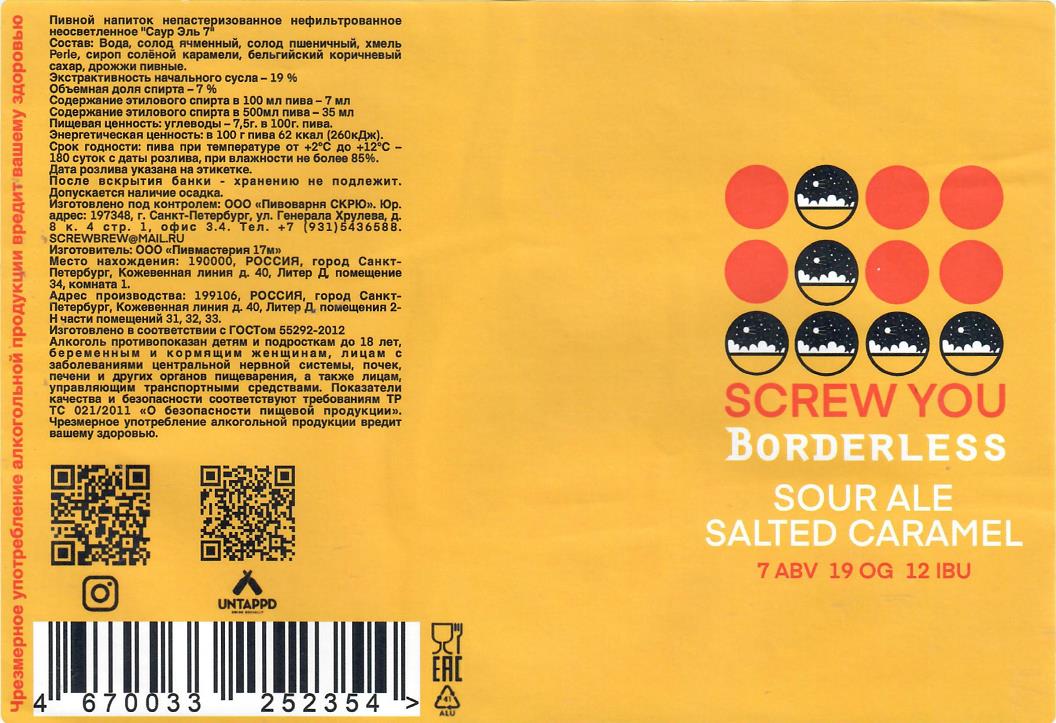 Чрезмерное употребление алкогольной продукции вредит вашему здоровью
Пивной напиток непастеризованное нефильтрованное
неосветленное "Саур Эль 7"
Состав: Вода, солод ячменный, солод пшеничный, хмель
Perle, сироп солёной карамели, бельгийский коричневый
сахар, дрожжи пивные.
Экстрактивность начального сусла – 19 %
Объемная доля спирта – 7 %
Содержание этилового спирта в 100 мл пива – 7 мл
Содержание этилового спирта в 500мл пива – 35 мл
Пищевая ценность: углеводы – 7,5г. в 100г. пива.
Энергетическая ценность: в 100 г пива 62 ккал (260кДж).
Срок годности: пива при температуре от +2°С до +12°С –
180 суток с даты розлива, при влажности не более 85%.
Дата розлива указана на этикетке.
После вскрытия банки - хранению не подлежит.
Допускается наличие осадка.
Изготовлено под контролем: ООО «Пивоварня СКРЮ». Юр.
адрес: 197348, г. Санкт-Петербург, ул. Генерала Хрулева, д.
8 к. 4 стр. 1, офис 3.4. Тел. +7 (931)5436588.
SCREWBREW@MAIL.RU
Изготовитель: ООО «Пивмастерия 17м»
Место нахождения: 190000, РОССИЯ, город Санкт-
Петербург, Кожевенная линия д. 40, Литер Д, помещение
34, комната 1.
Адрес производства: 199106, РОССИЯ, город Санкт-
Петербург, Кожевенная линия д. 40, Литер Д, помещения 2-
Н части помещений 31, 32, 33.
Изготовлено в соответствии с ГОСТом 55292-2012
Алкоголь противопоказан детям и подросткам до 18 лет,
беременным и кормящим женщинам, лицам с
заболеваниями центральной нервной системы, почек,
печени и других органов пищеварения, а также лицам,
управляющим транспортными средствами. Показатели
качества и безопасности соответствуют требованиям ТР
ТС 021/2011 «О безопасности пищевой продукции».
Чрезмерное употребление алкогольной продукции вредит
вашему здоровью.
UNTAPPD
DRINK SOCIALLY
4 670033 252354 >
EAC
41
ALU
SCREW YOU
BORDERLESS
SOUR ALE
SALTED CARAMEL
7 ABV 19 OG 12 IBU